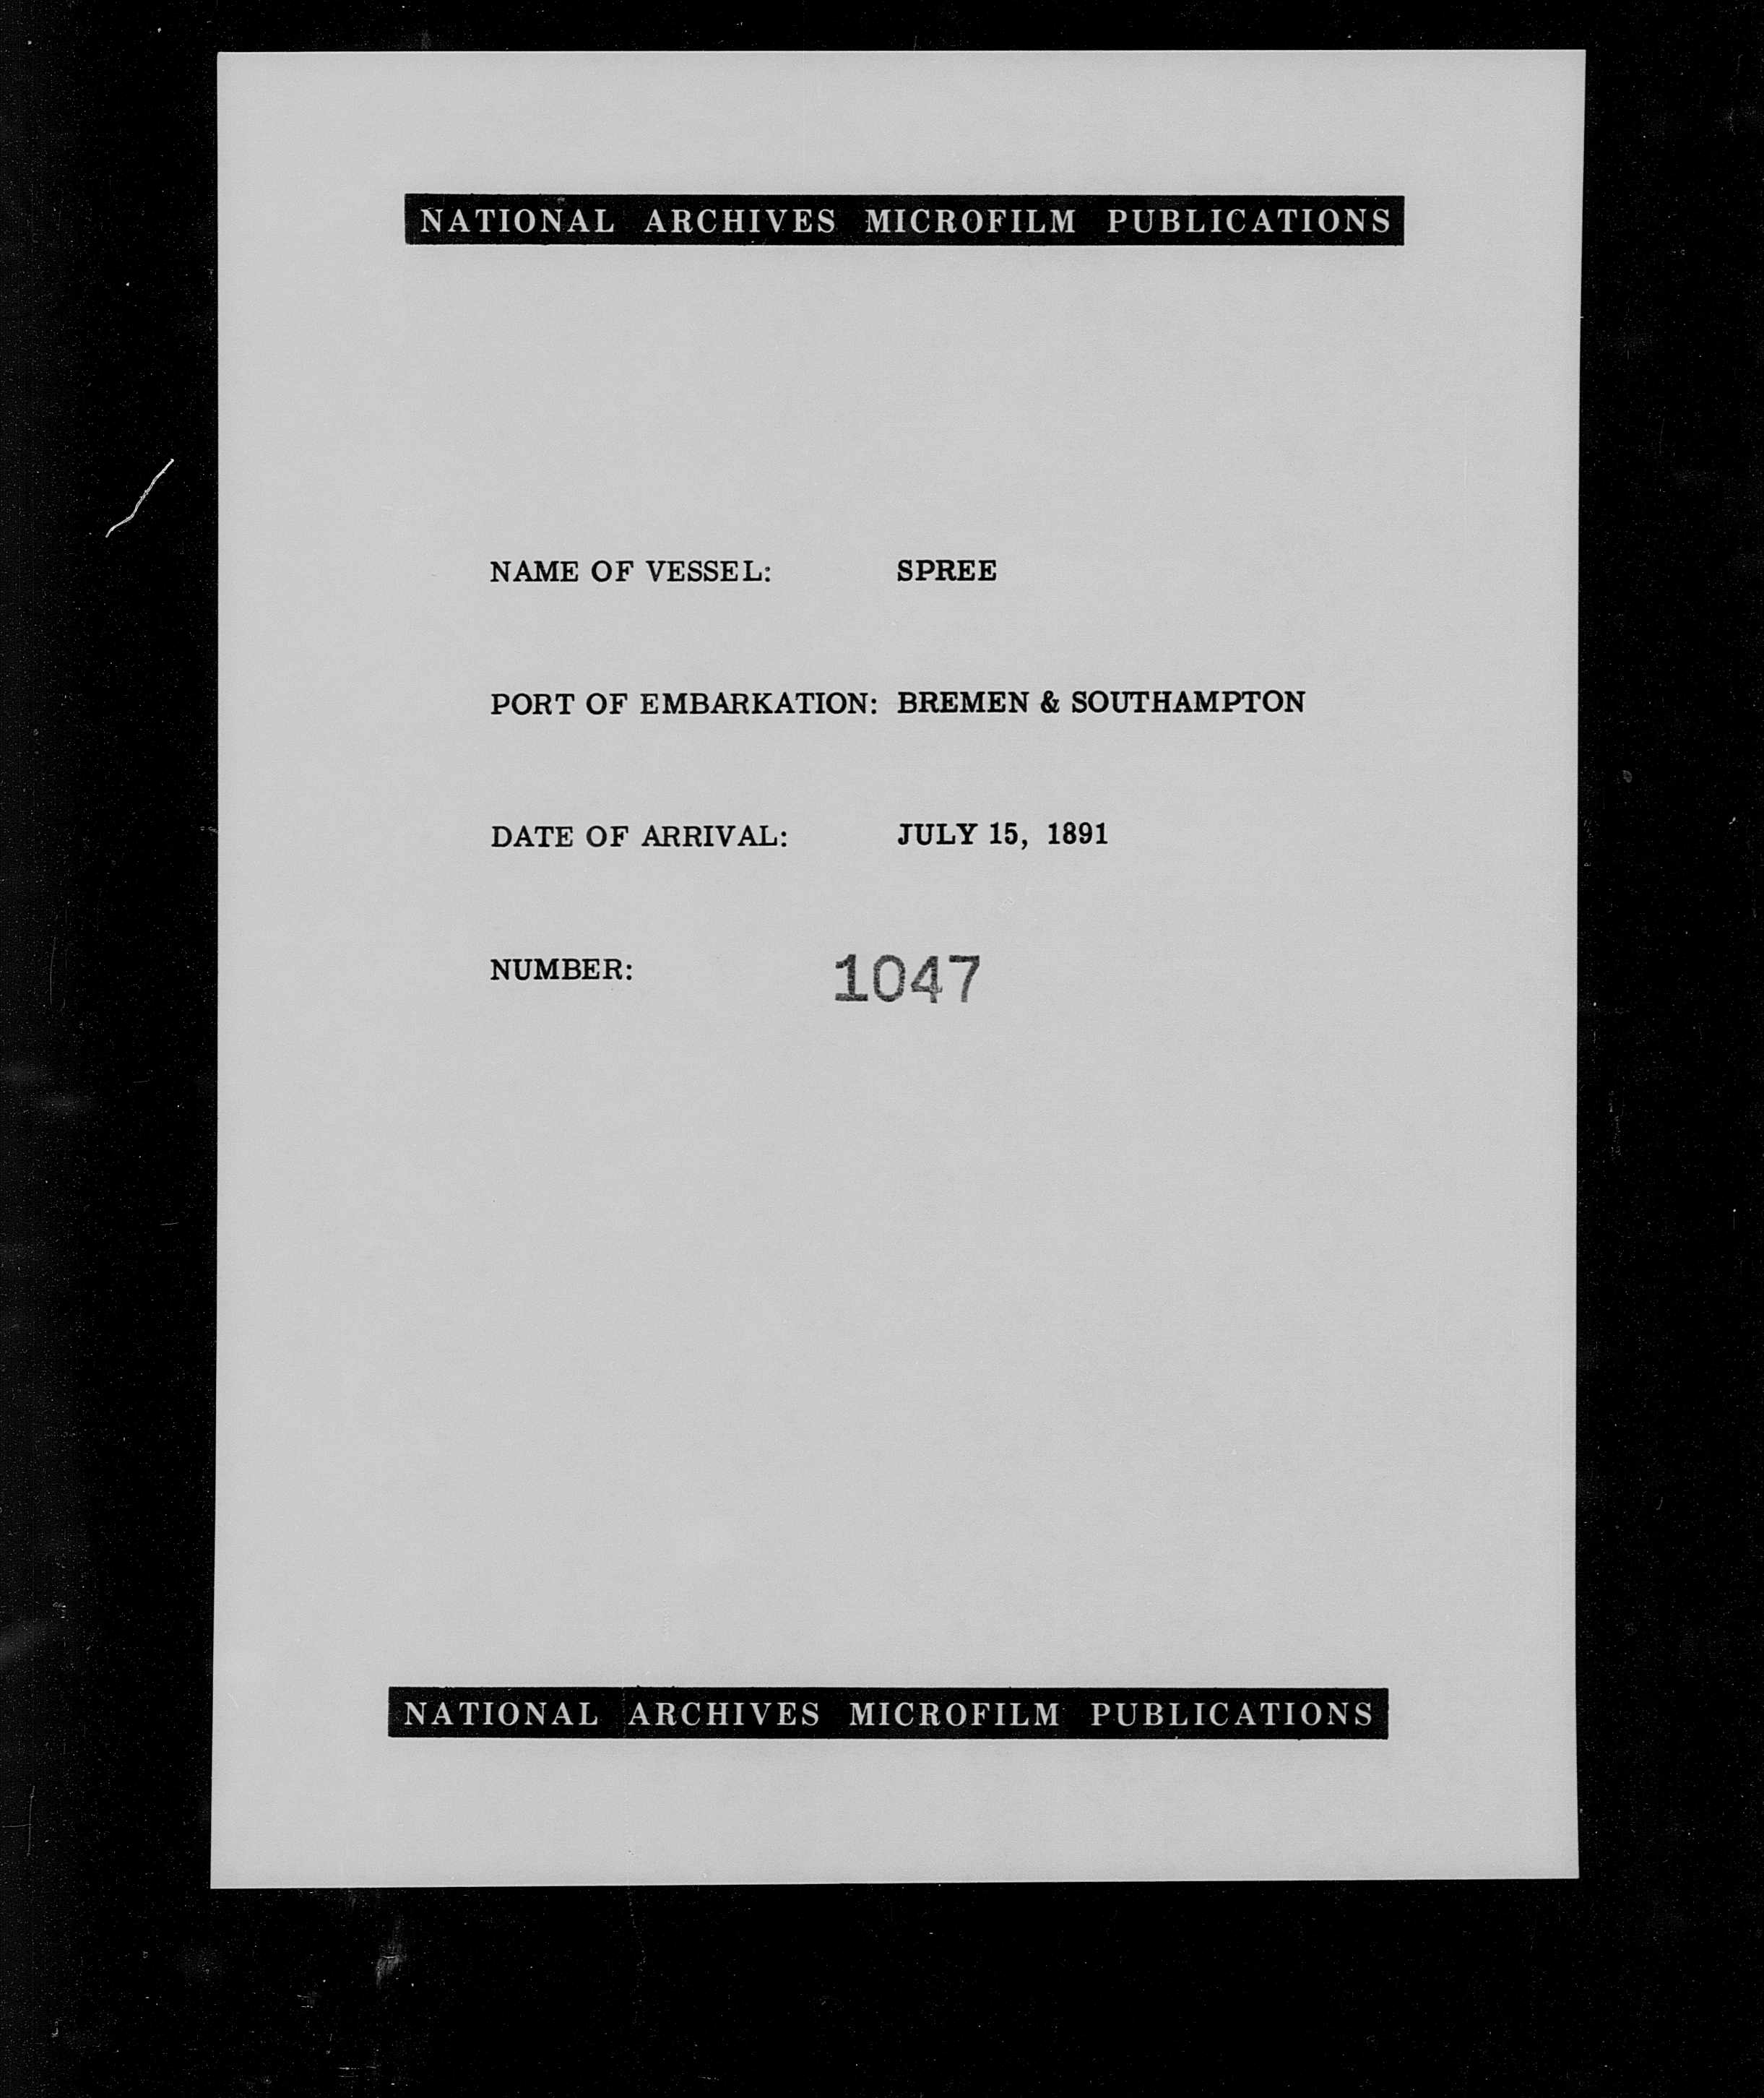 NATIONAL ARCHIVES MICROFILM PUBLICATIONS
NAME OF VESSEL: SPREE
PORT OF EMBARKATION: BREMEN & SOUTHAMPTON
DATE OF ARRIVAL: JULY 15, 1891
NUMBER: 1047
NATIONAL ARCHIVES MICROFILM PUBLICATIONS